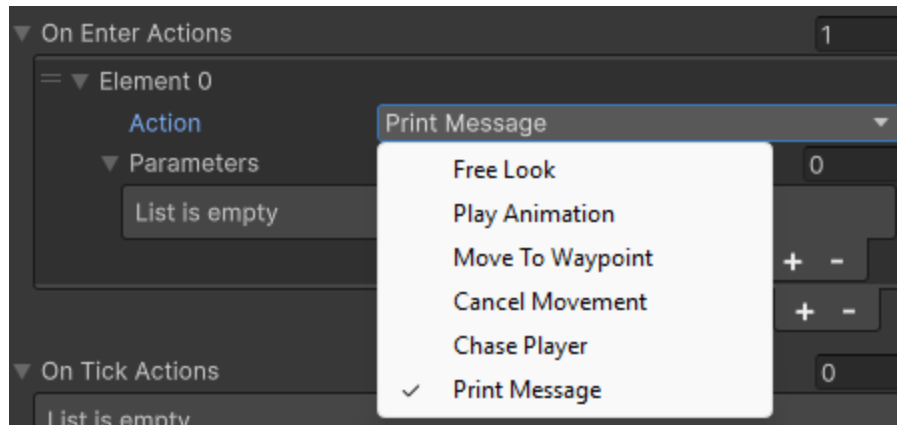 On Enter Actions 1
Element 0
Action Print Message
Parameters 0
List is empty
Free Look
Play Animation
Move To Waypoint
Cancel Movement
Chase Player
Print Message
+ -
+ -
On Tick Actions 0
List is empty